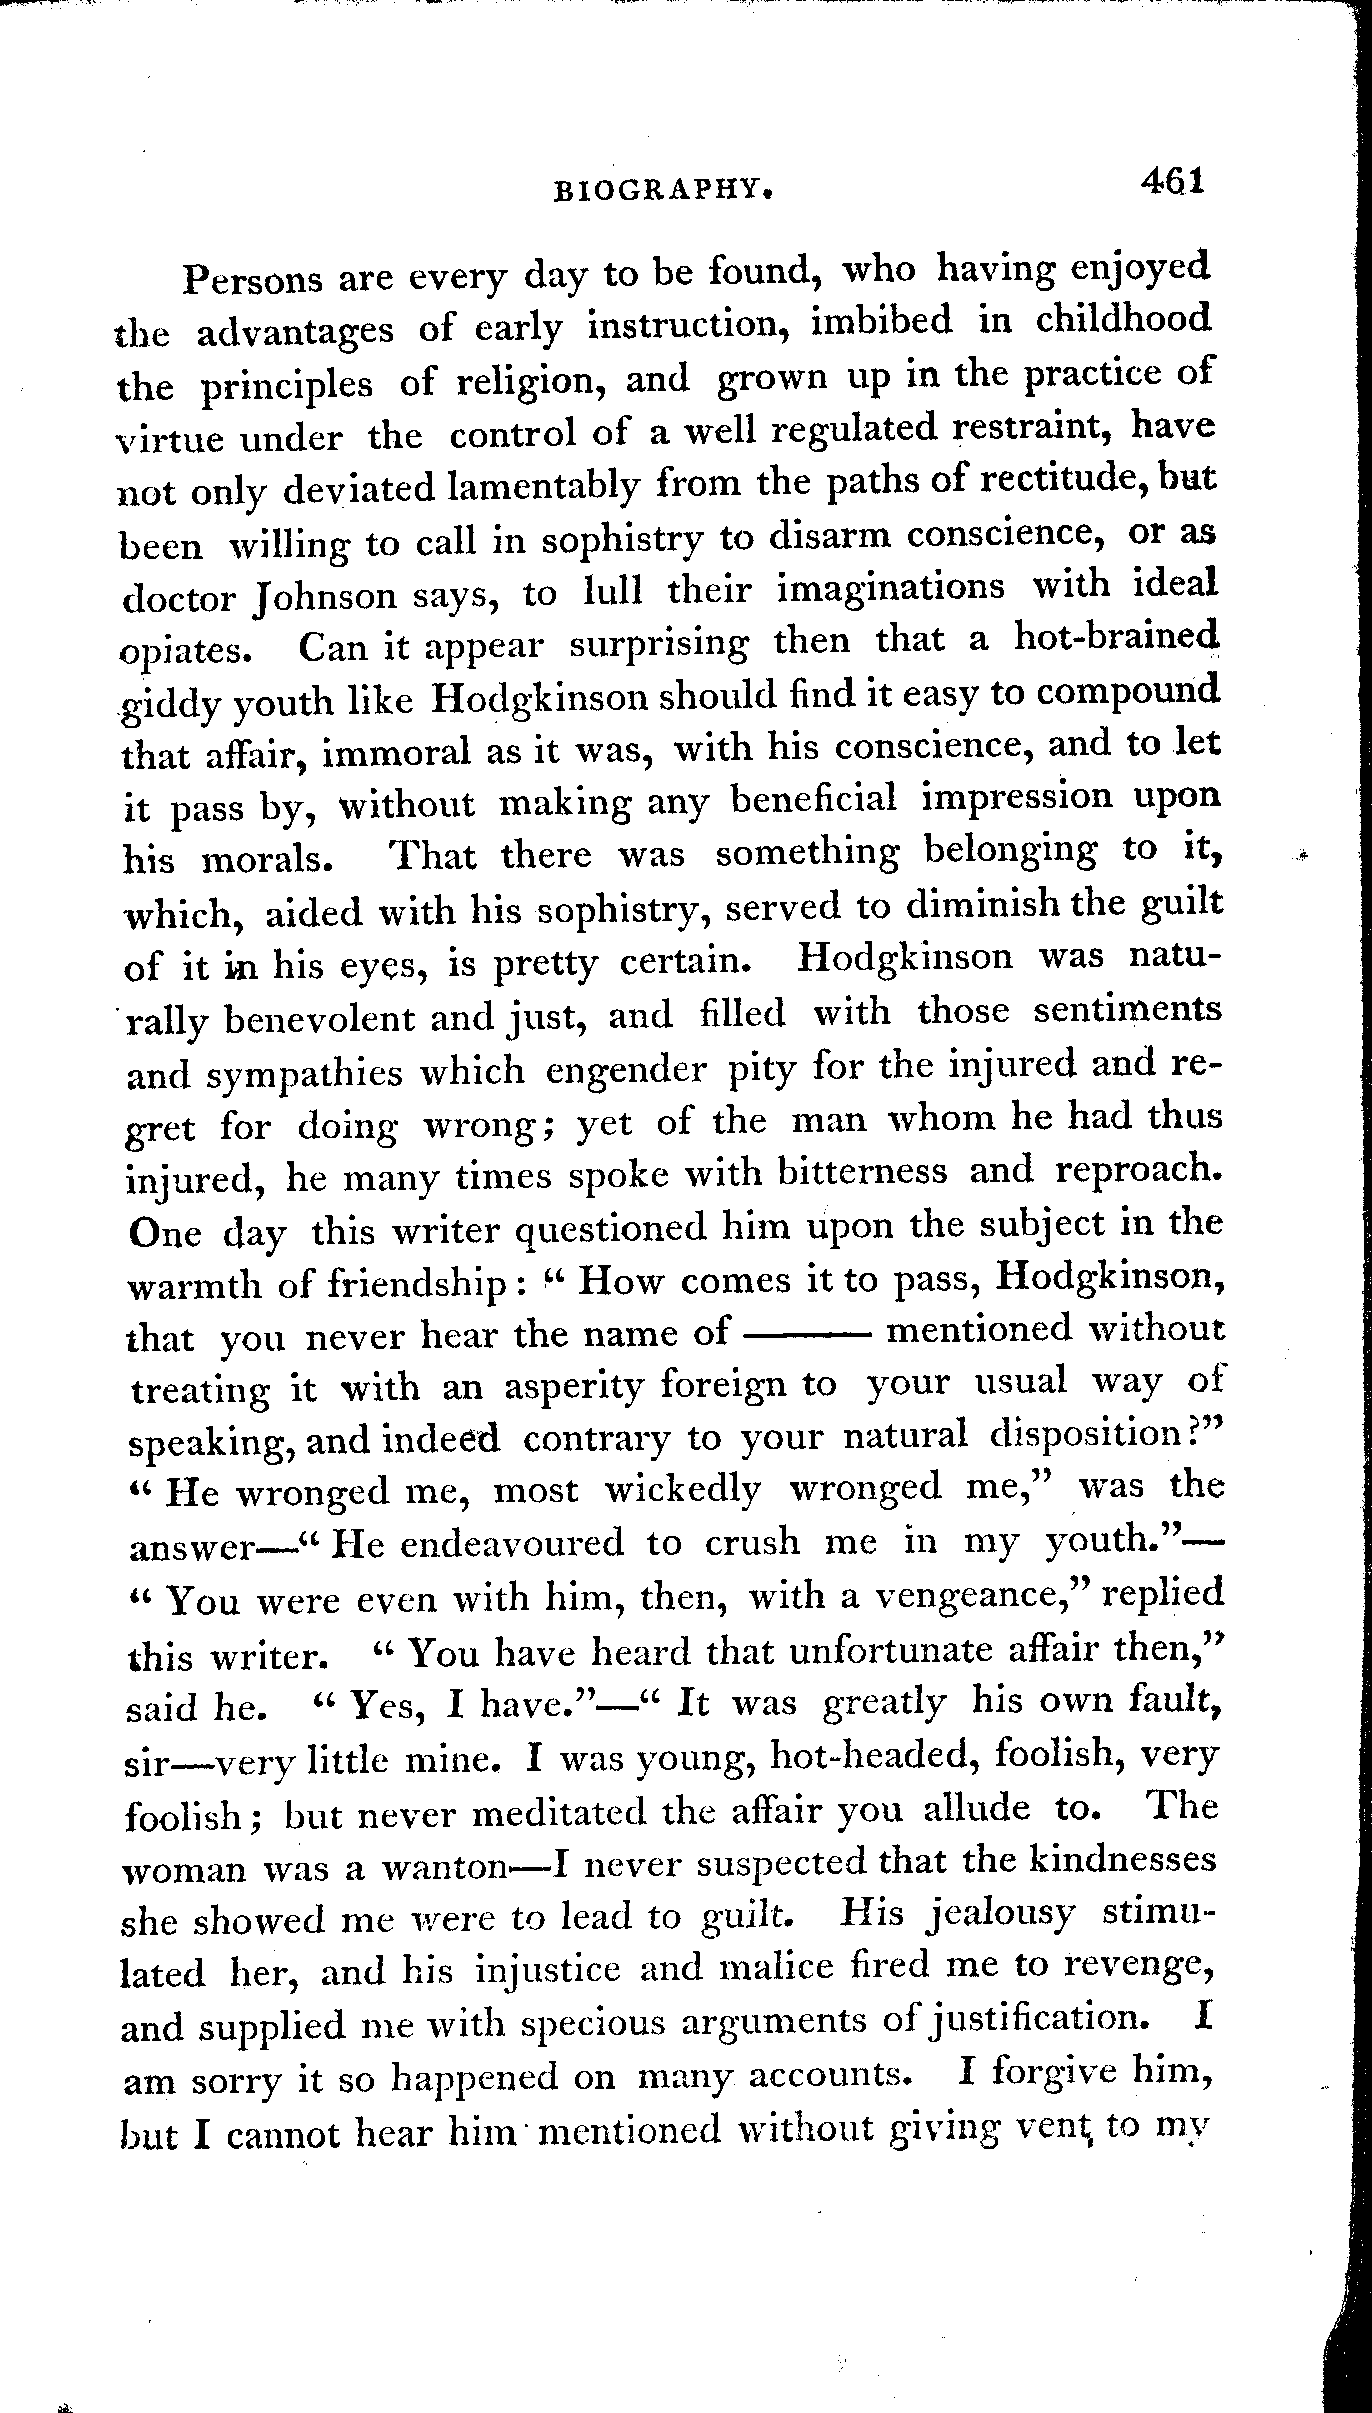 BIOGRAPHY. 461
Persons are every day to be found, who having enjoyed
the advantages of early instruction, imbibed in childhood
the principles of religion, and grown up in the practice of
virtue under the control of a well regulated restraint, have
not only deviated lamentably from the paths of rectitude, but
been willing to call in sophistry to disarm conscience, or as
doctor Johnson says, to lull their imaginations with ideal
opiates. Can it appear surprising then that a hot-brained
giddy youth like Hodgkinson should find it easy to compound
that affair, immoral as it was, with his conscience, and to let
it pass by, without making any beneficial impression upon
his morals. That there was something belonging to it,
which, aided with his sophistry, served to diminish the guilt
of it in his eyes, is pretty certain. Hodgkinson was natu-
rally benevolent and just, and filled with those sentiments
and sympathies which engender pity for the injured and re-
gret for doing wrong; yet of the man whom he had thus
injured, he many times spoke with bitterness and reproach.
One day this writer questioned him upon the subject in the
warmth of friendship: “ How comes it to pass, Hodgkinson,
that you never hear the name of ——— mentioned without
treating it with an asperity foreign to your usual way of
speaking, and indeed contrary to your natural disposition?”
“ He wronged me, most wickedly wronged me,” was the
answer—“ He endeavoured to crush me in my youth.”—
“ You were even with him, then, with a vengeance,” replied
this writer. “ You have heard that unfortunate affair then,”
said he. “ Yes, I have.”—“ It was greatly his own fault,
sir—very little mine. I was young, hot-headed, foolish, very
foolish; but never meditated the affair you allude to. The
woman was a wanton—I never suspected that the kindnesses
she showed me were to lead to guilt. His jealousy stimu-
lated her, and his injustice and malice fired me to revenge,
and supplied me with specious arguments of justification. I
am sorry it so happened on many accounts. I forgive him,
but I cannot hear him mentioned without giving vent to my